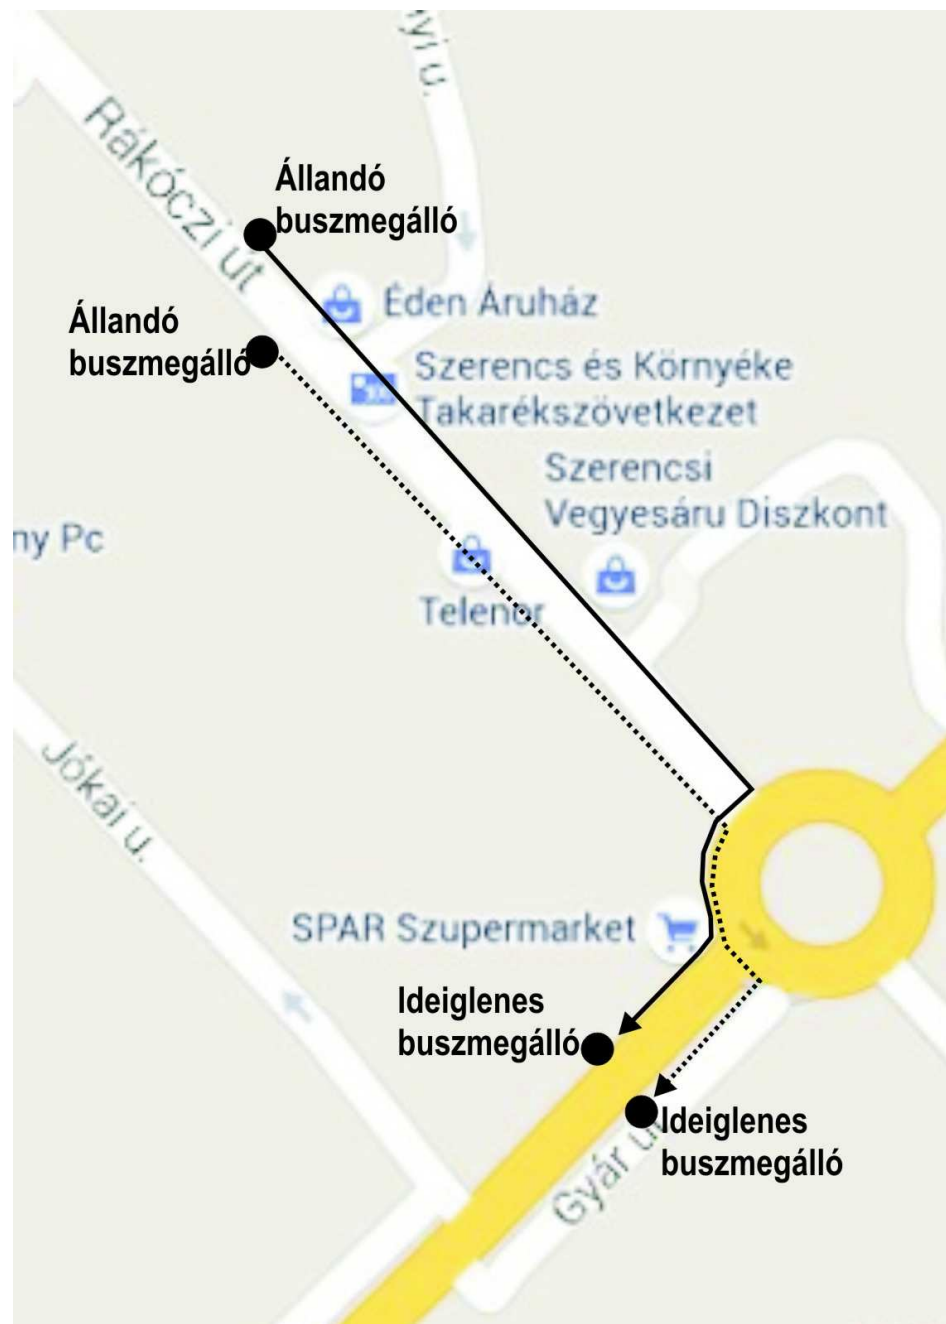 nyi u.
Rákóczi út
Állandó
buszmegálló
Éden Áruház
Állandó
buszmegálló
Szerencs és Környéke
Takarékszövetkezet
Szerencsi
Vegyesáru Diszkont
ny Pc
Telenor
Jókai u.
SPAR Szupermarket
Ideiglenes
buszmegálló
Ideiglenes
buszmegálló
Gyár u